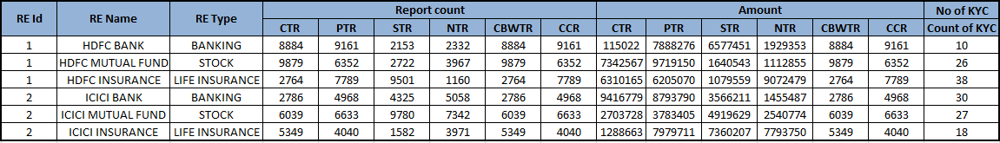 RE Id RE Name RE Type Report count Amount No of KYC
CTR PTR STR NTR CBWTR CCR CTR PTR STR NTR CBWTR CCR Count of KYC
1 HDFC BANK BANKING 8884 9161 2153 2332 8884 9161 115022 7888276 6577451 1929353 8884 9161 10
1 HDFC MUTUAL FUND STOCK 9879 6352 2722 3967 9879 6352 7342567 9719150 1640543 1112855 9879 6352 26
1 HDFC INSURANCE LIFE INSURANCE 2764 7789 9501 1160 2764 7789 6310165 6205070 1079559 9072479 2764 7789 38
2 ICICI BANK BANKING 2786 4968 4325 5058 2786 4968 9416779 8793790 3566211 1455487 2786 4968 30
2 ICICI MUTUAL FUND STOCK 6039 6633 9780 7342 6039 6633 2703728 3783405 4919629 2540774 6039 6633 27
2 ICICI INSURANCE LIFE INSURANCE 5349 4040 1582 3971 5349 4040 1288663 7979711 7360207 7793750 5349 4040 18